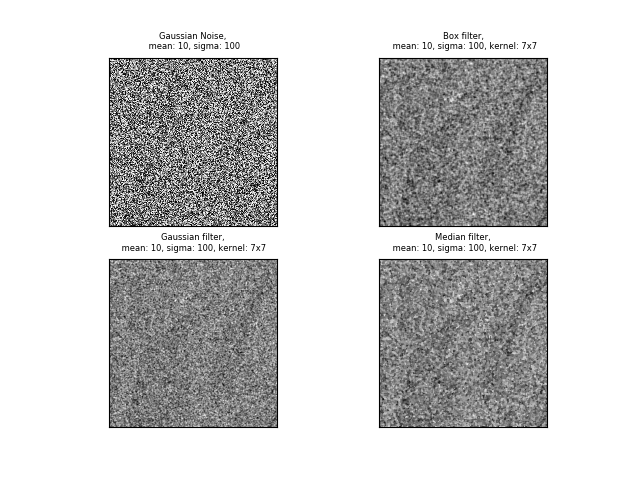 Gaussian Noise,
mean: 10, sigma: 100
Box filter,
mean: 10, sigma: 100, kernel: 7x7
Gaussian filter,
mean: 10, sigma: 100, kernel: 7x7
Median filter,
mean: 10, sigma: 100, kernel: 7x7